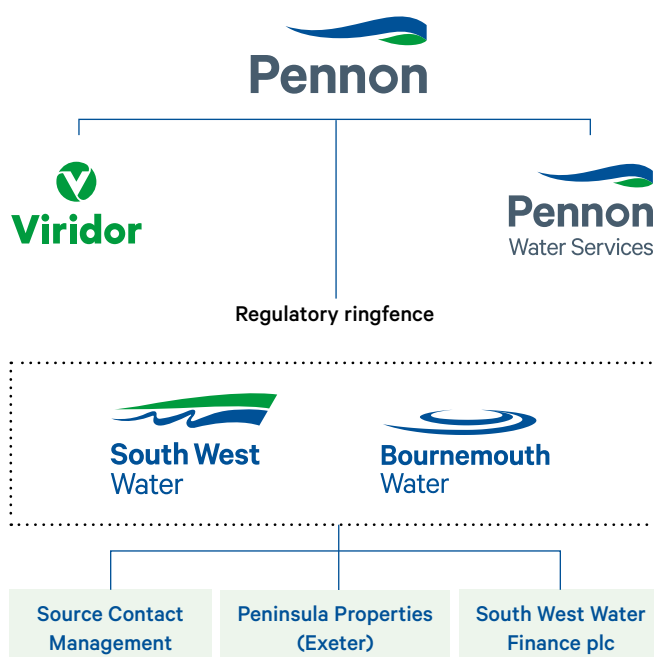 Pennon
Viridor
Pennon
Water Services
Regulatory ringfence
South West
Water
Bournemouth
Water
Source Contact
Management
Peninsula Properties
(Exeter)
South West Water
Finance plc